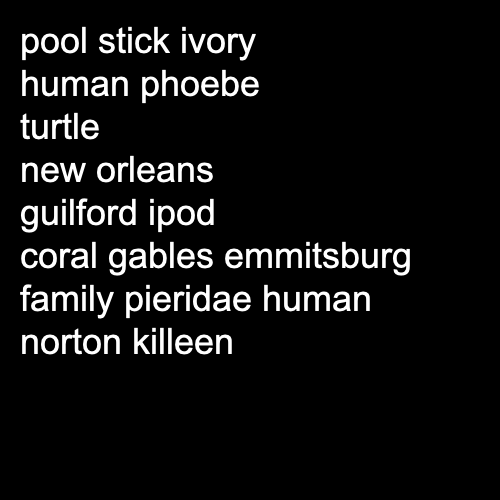 pool stick ivory
human phoebe
turtle
new orleans
guilford ipod
coral gables emmitsburg
family pieridae human
norton killeen